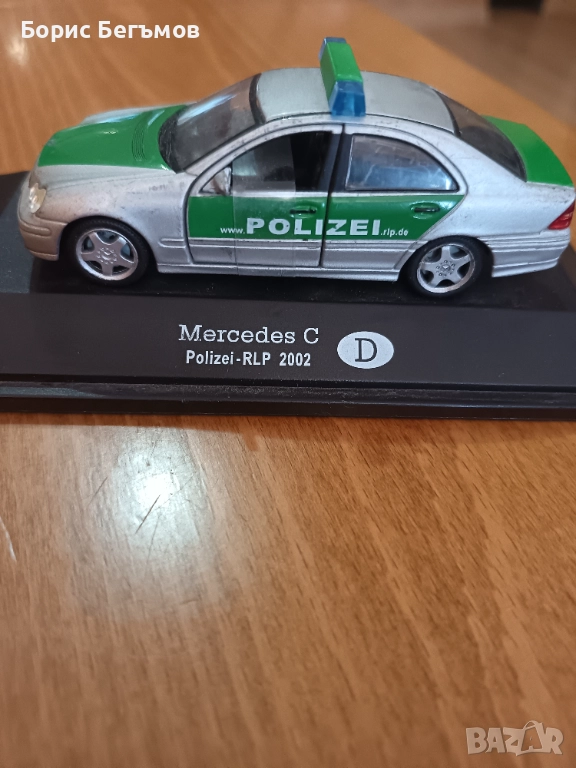 Борис Бегъмов
www.POLIZEI.rlp.de
Mercedes C
Polizei-RLP 2002
D
BAZAR